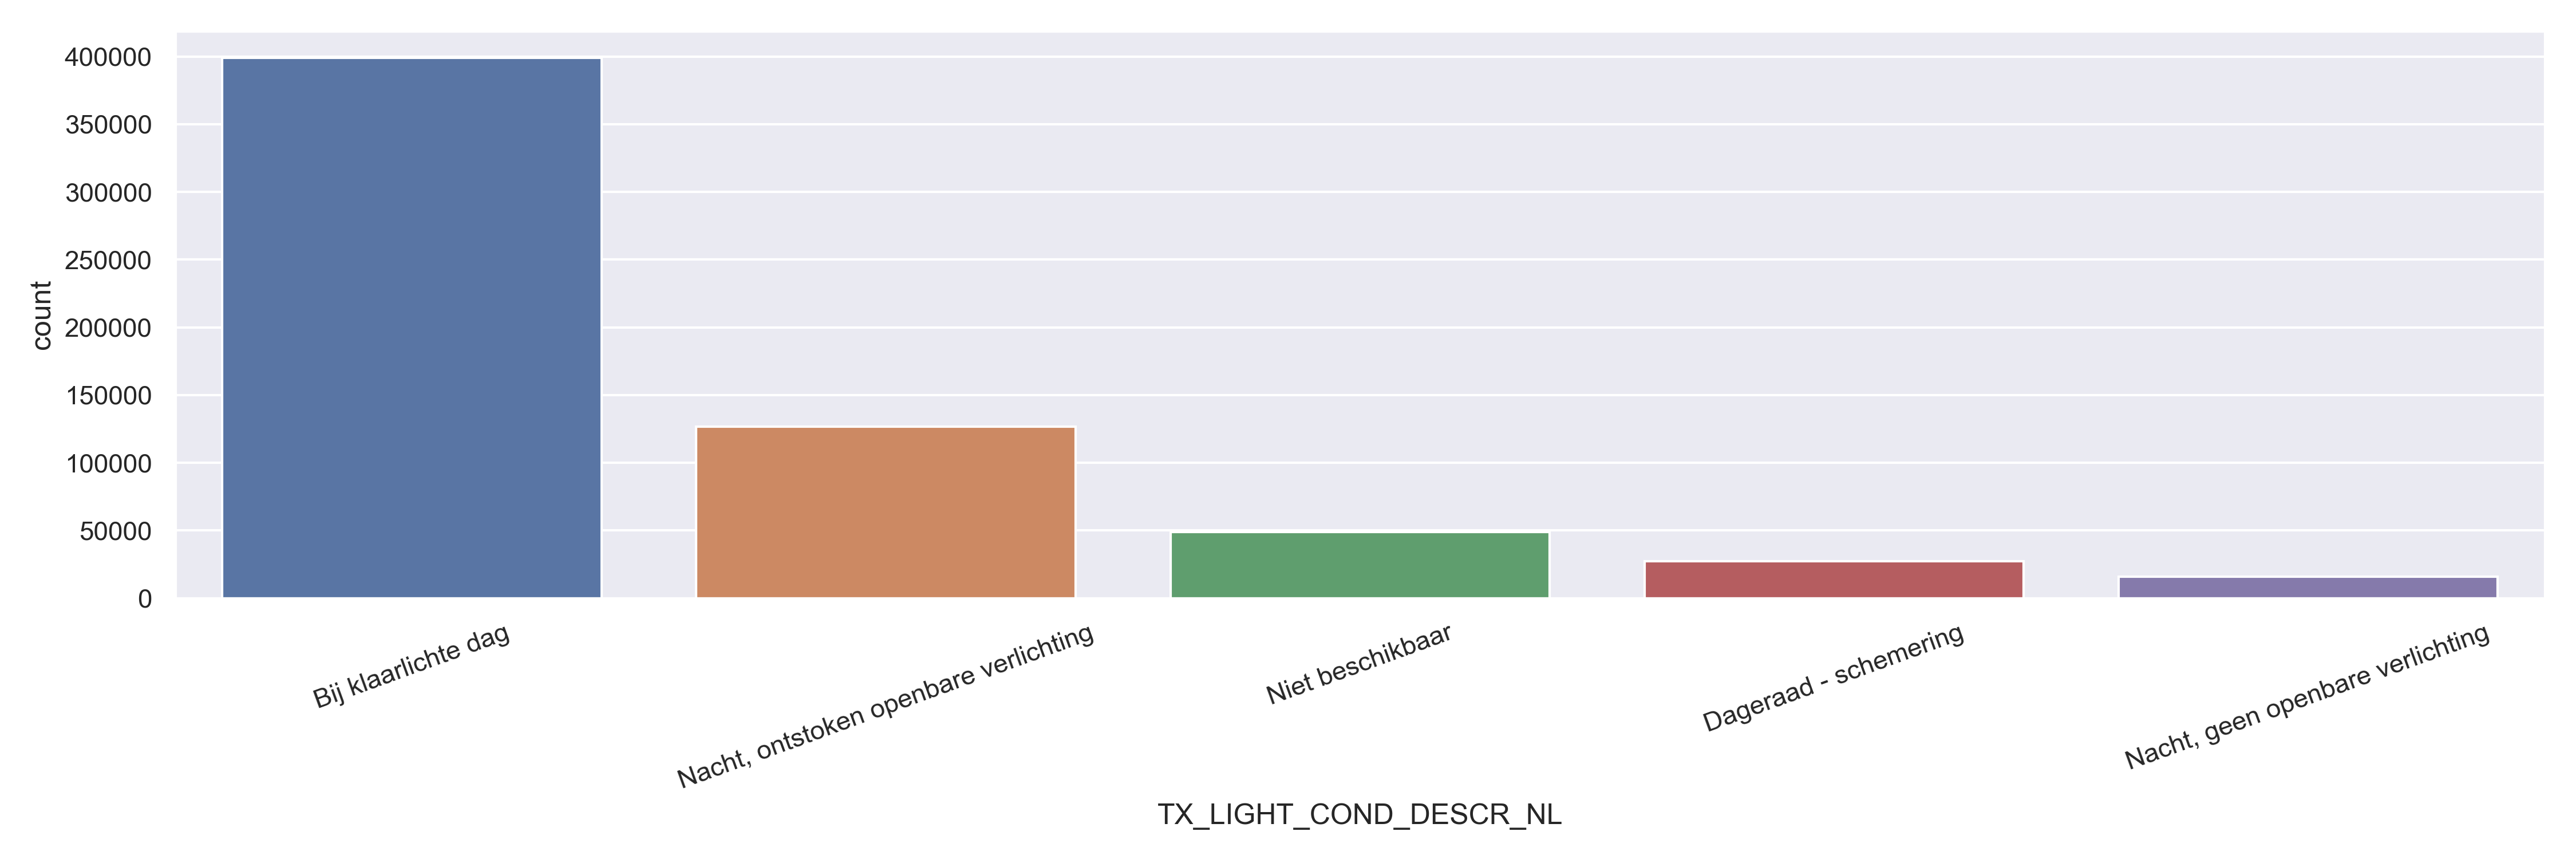 400000
350000
300000
250000
200000
150000
100000
50000
0
count
Bij klaarlichte dag
Nacht, ontstoken openbare verlichting
Niet beschikbaar
Dageraad - schemering
Nacht, geen openbare verlichting
TX_LIGHT_COND_DESCR_NL